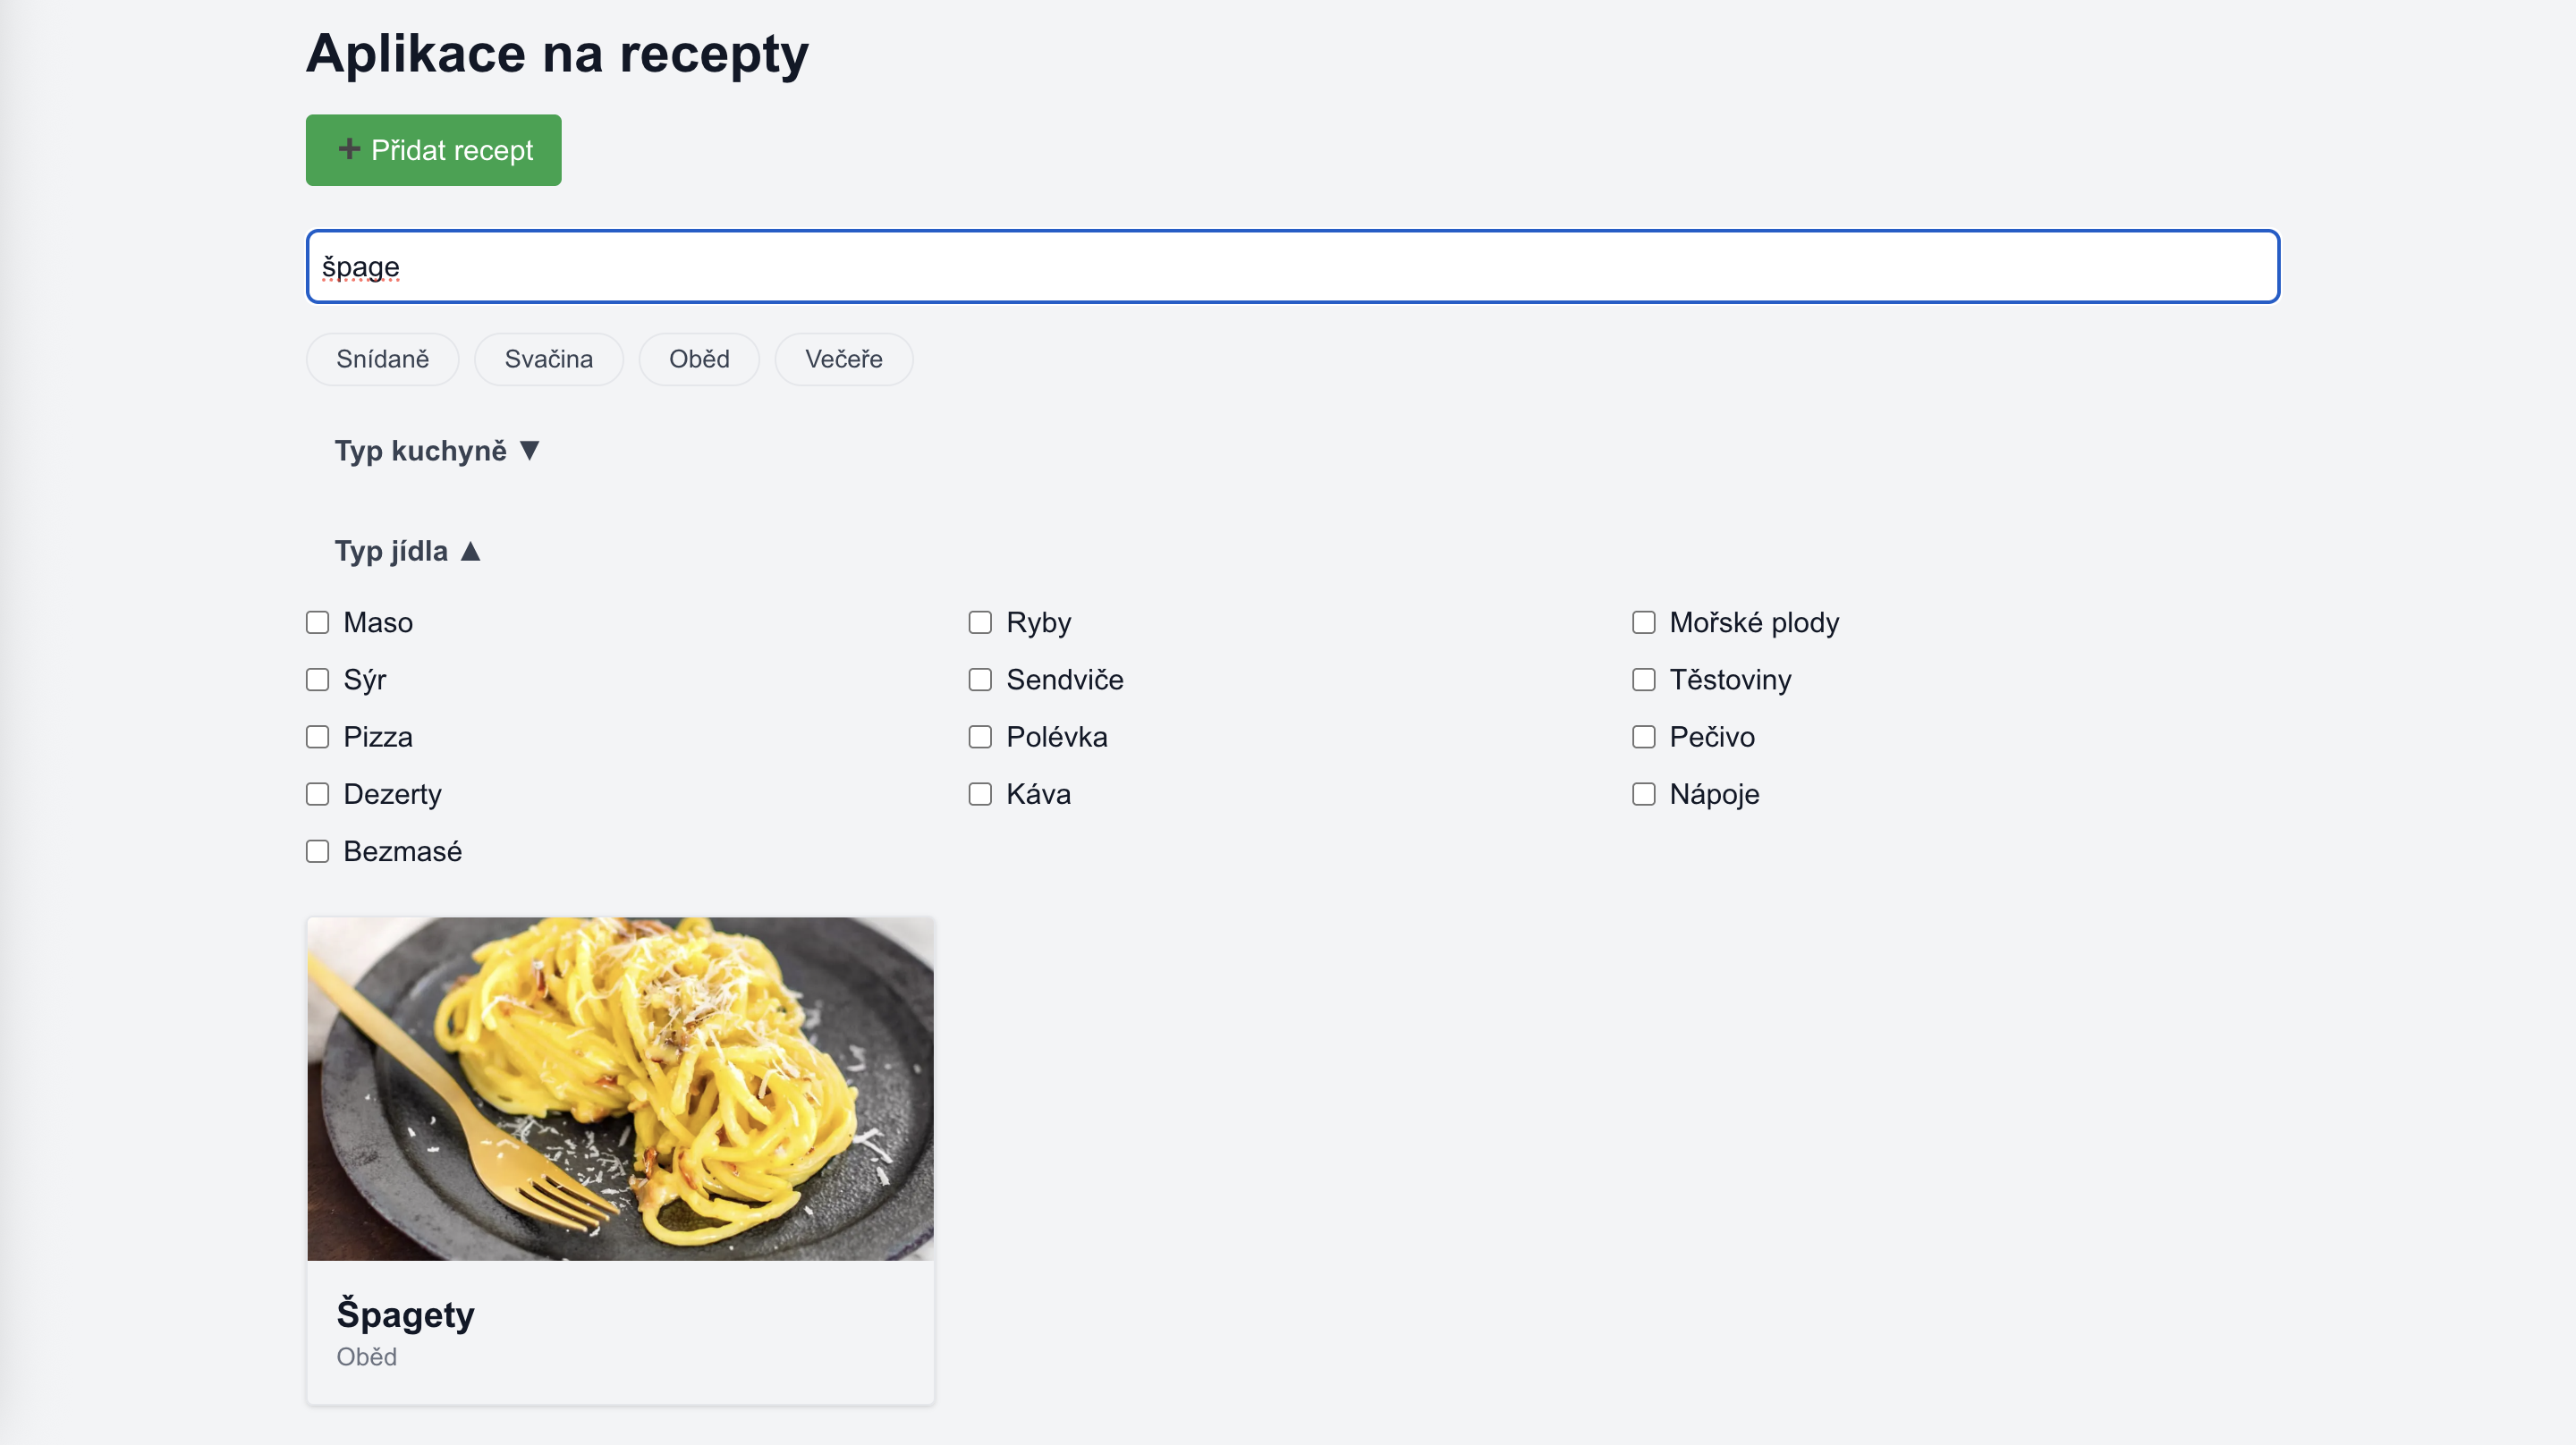 Aplikace na recepty
➕ Přidat recept
špage
Snídaně Svačina Oběd Večeře
Typ kuchyně ▼
Typ jídla ▲
Maso Ryby Mořské plody
Sýr Sendviče Těstoviny
Pizza Polévka Pečivo
Dezerty Káva Nápoje
Bezmasé
Špagety
Oběd